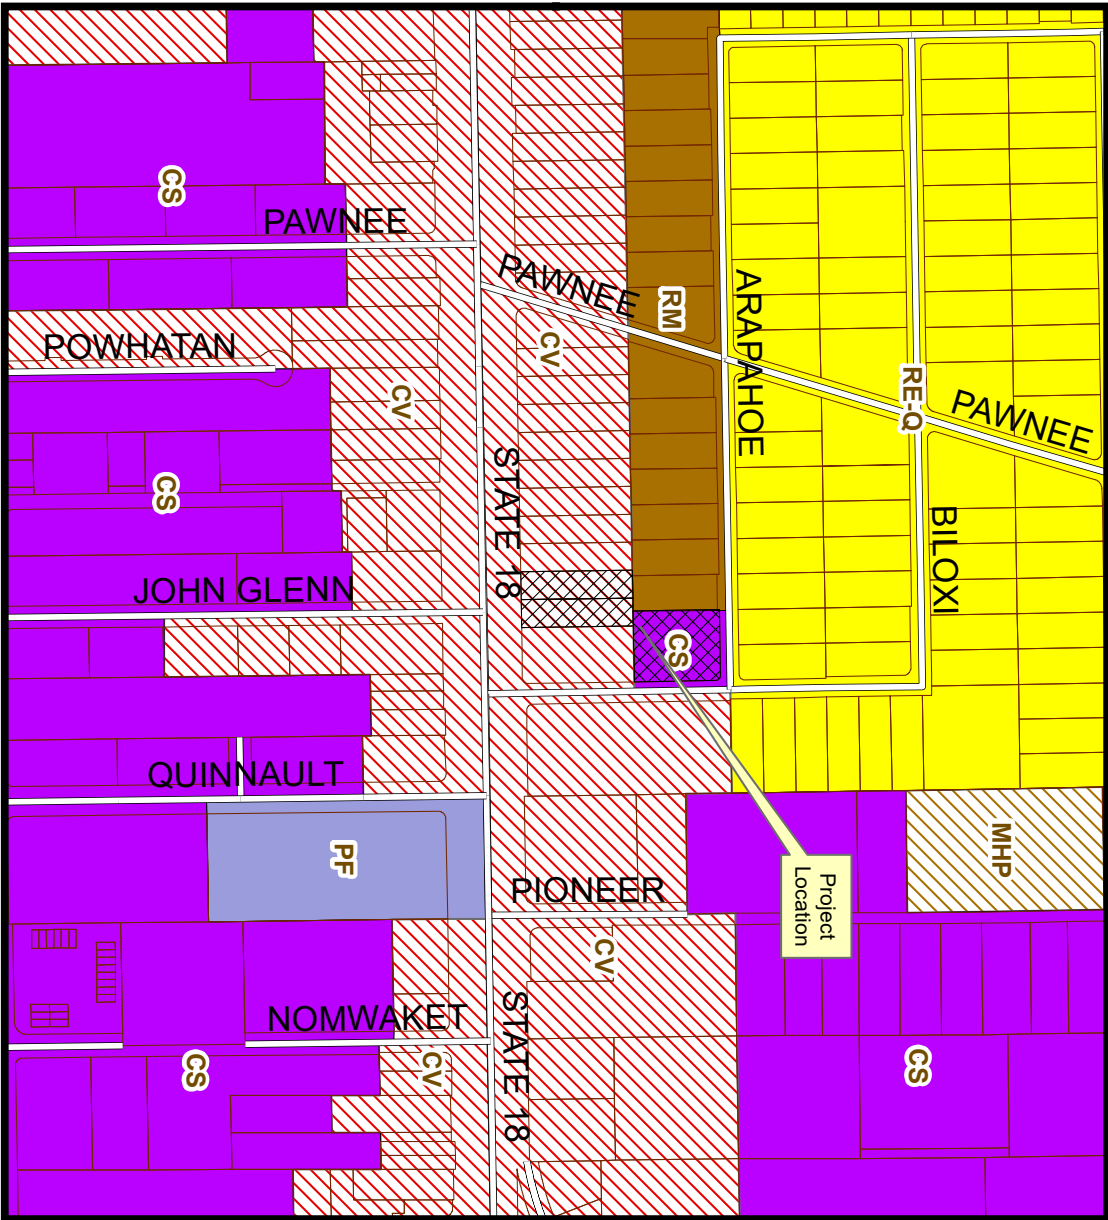 CS
PAWNEE
PAWNEE
RM
ARAPAHOE
CV
POWHATAN
CV
RE-Q
PAWNEE
STATE 18
CS
BILOXI
JOHN GLENN
CS
QUINNAULT
PF
MHP
PIONEER
Project
Location
CV
NOMWAKET
STATE 18
CS
CV
CS